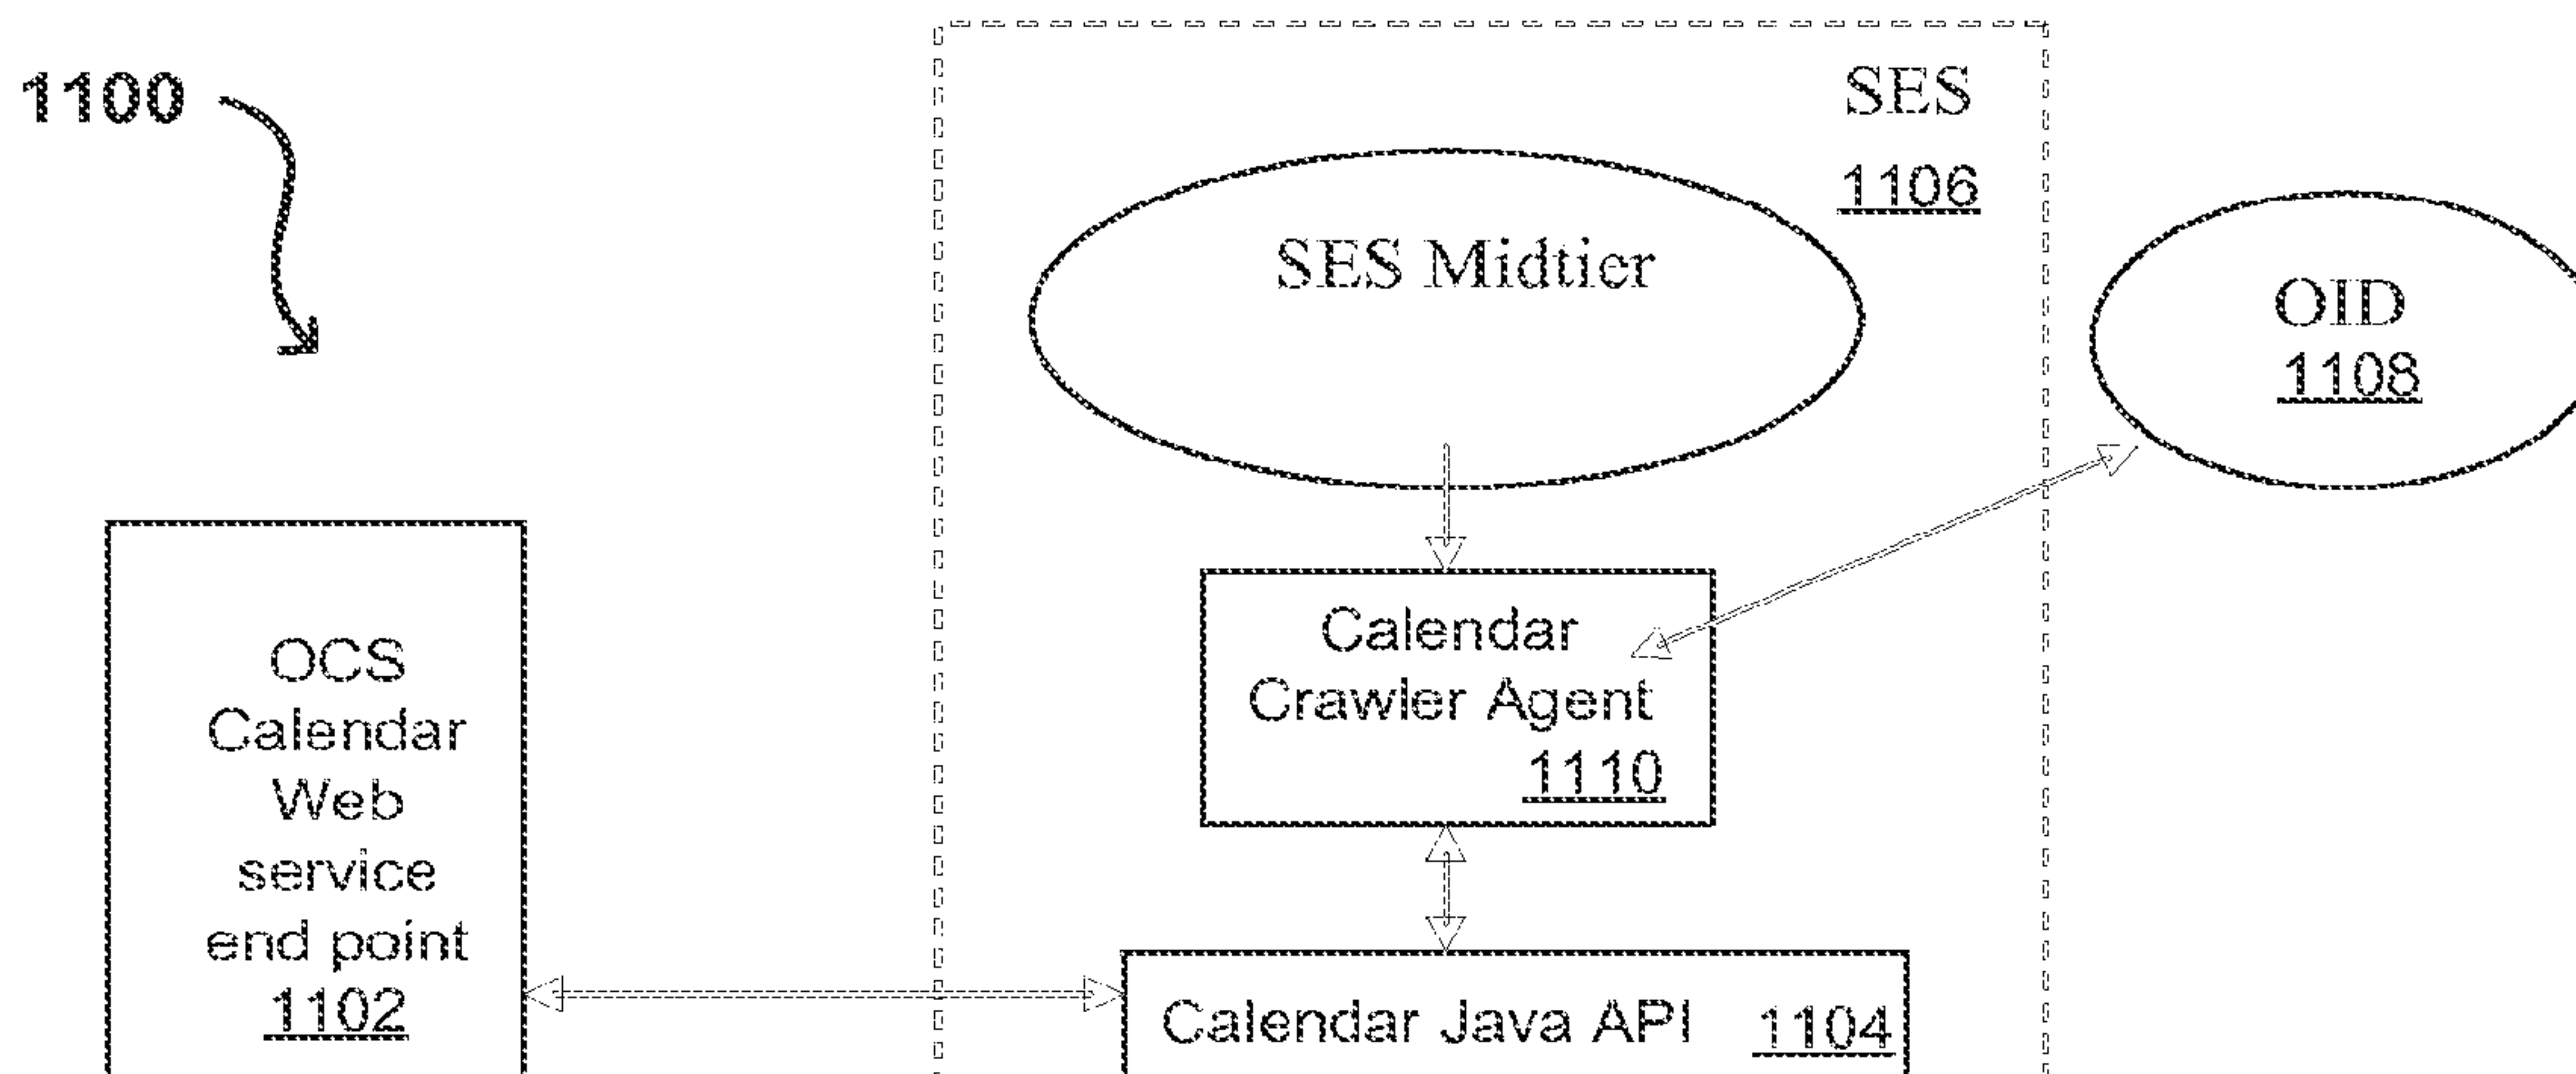 1100
SES
1106
SES Midtier
OID
1108
Calendar
Crawler Agent
1110
OCS
Calendar
Web
service
end point
1102
Calendar Java API 1104